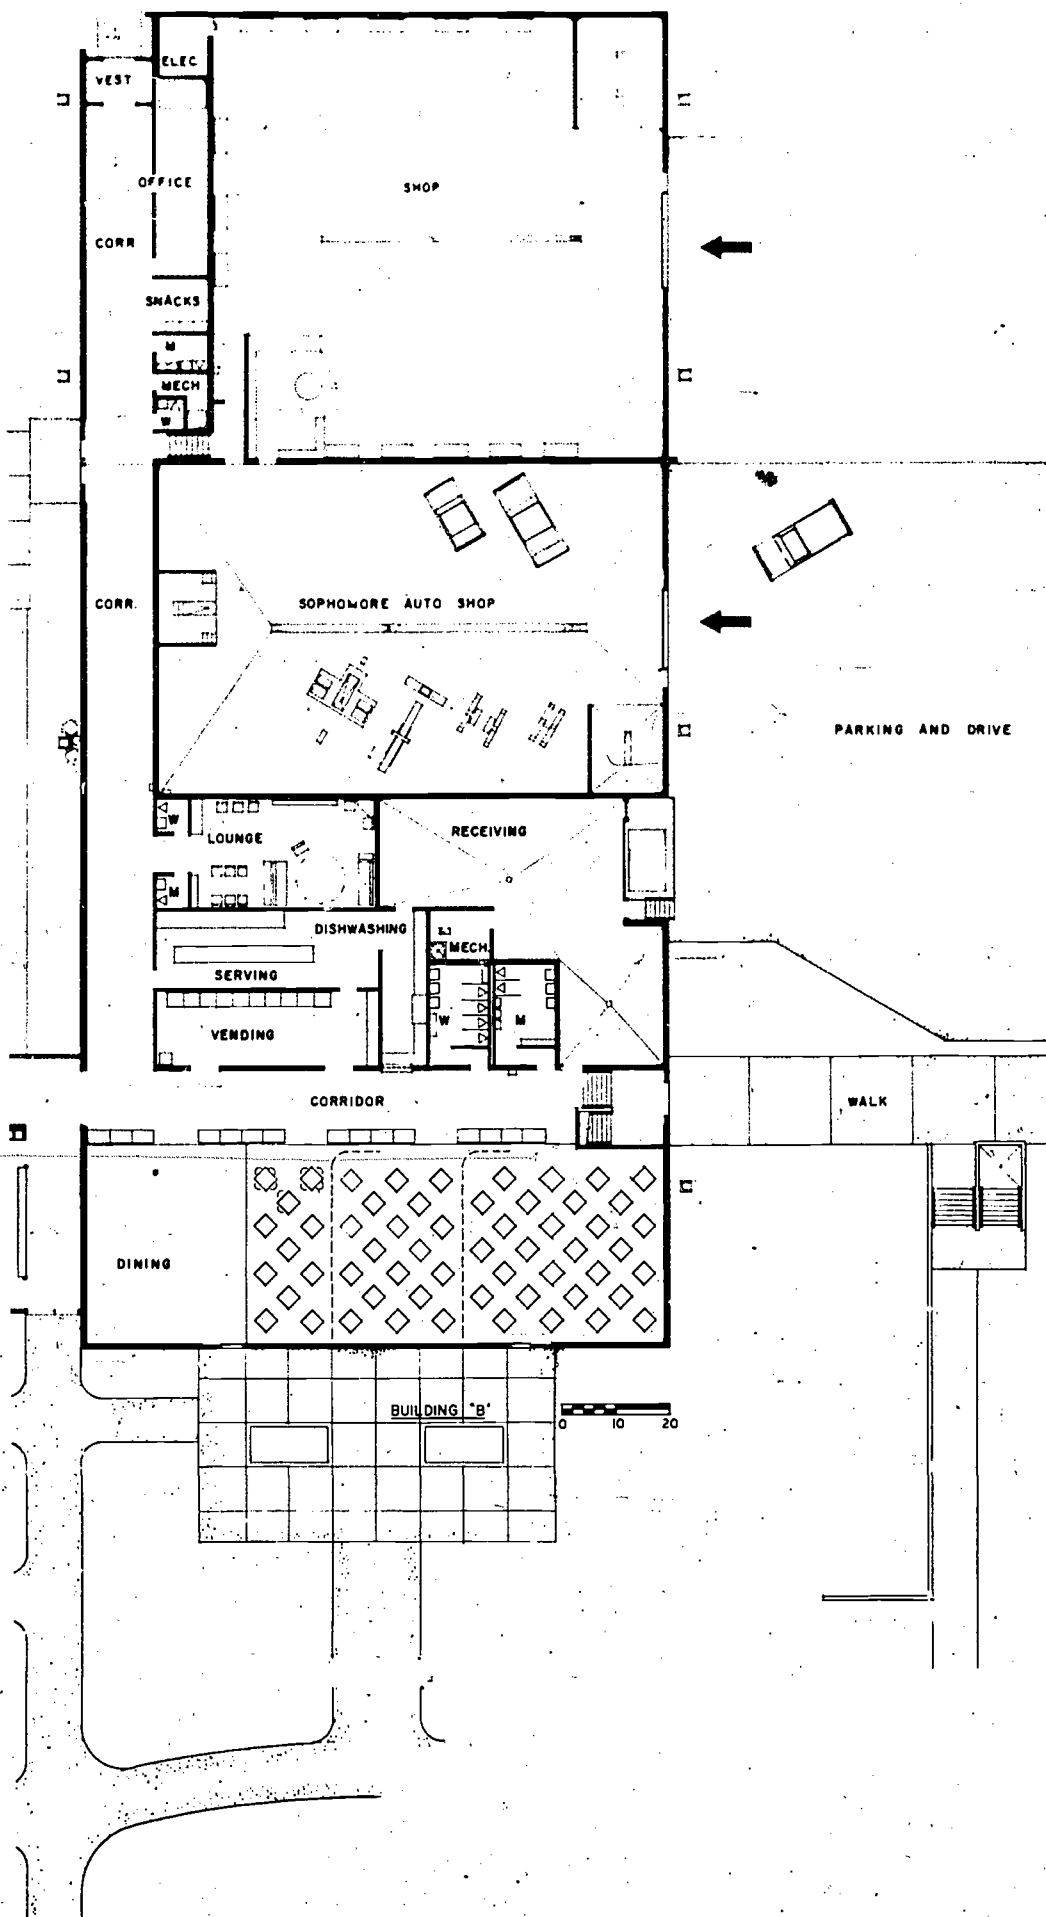 ELEC
VEST
OFFICE
SHOP
CORR
SNACKS
M
MECH
W
CORR.
SOPHOMORE AUTO SHOP
PARKING AND DRIVE
W
LOUNGE
RECEIVING
M
DISHWASHING
MECH.
SERVING
W
M
VENDING
CORRIDOR
WALK
DINING
BUILDING "B"
0 10 20